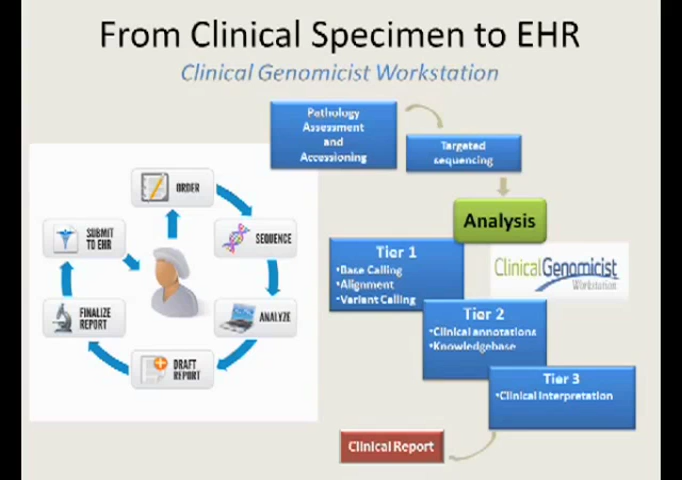 From Clinical Specimen to EHR
Clinical Genomicist Workstation
Pathology
Assessment
and
Accessioning
Targeted
sequencing
Analysis
ClinicalGenomicist
Workstation
Tier 1
•Base Calling
•Alignment
•Variant Calling
Tier 2
•Clinical annotations
•Knowledgebase
Tier 3
•Clinical Interpretation
Clinical Report
ORDER
SEQUENCE
ANALYZE
DRAFT
REPORT
FINALIZE
REPORT
SUBMIT
TO EHR